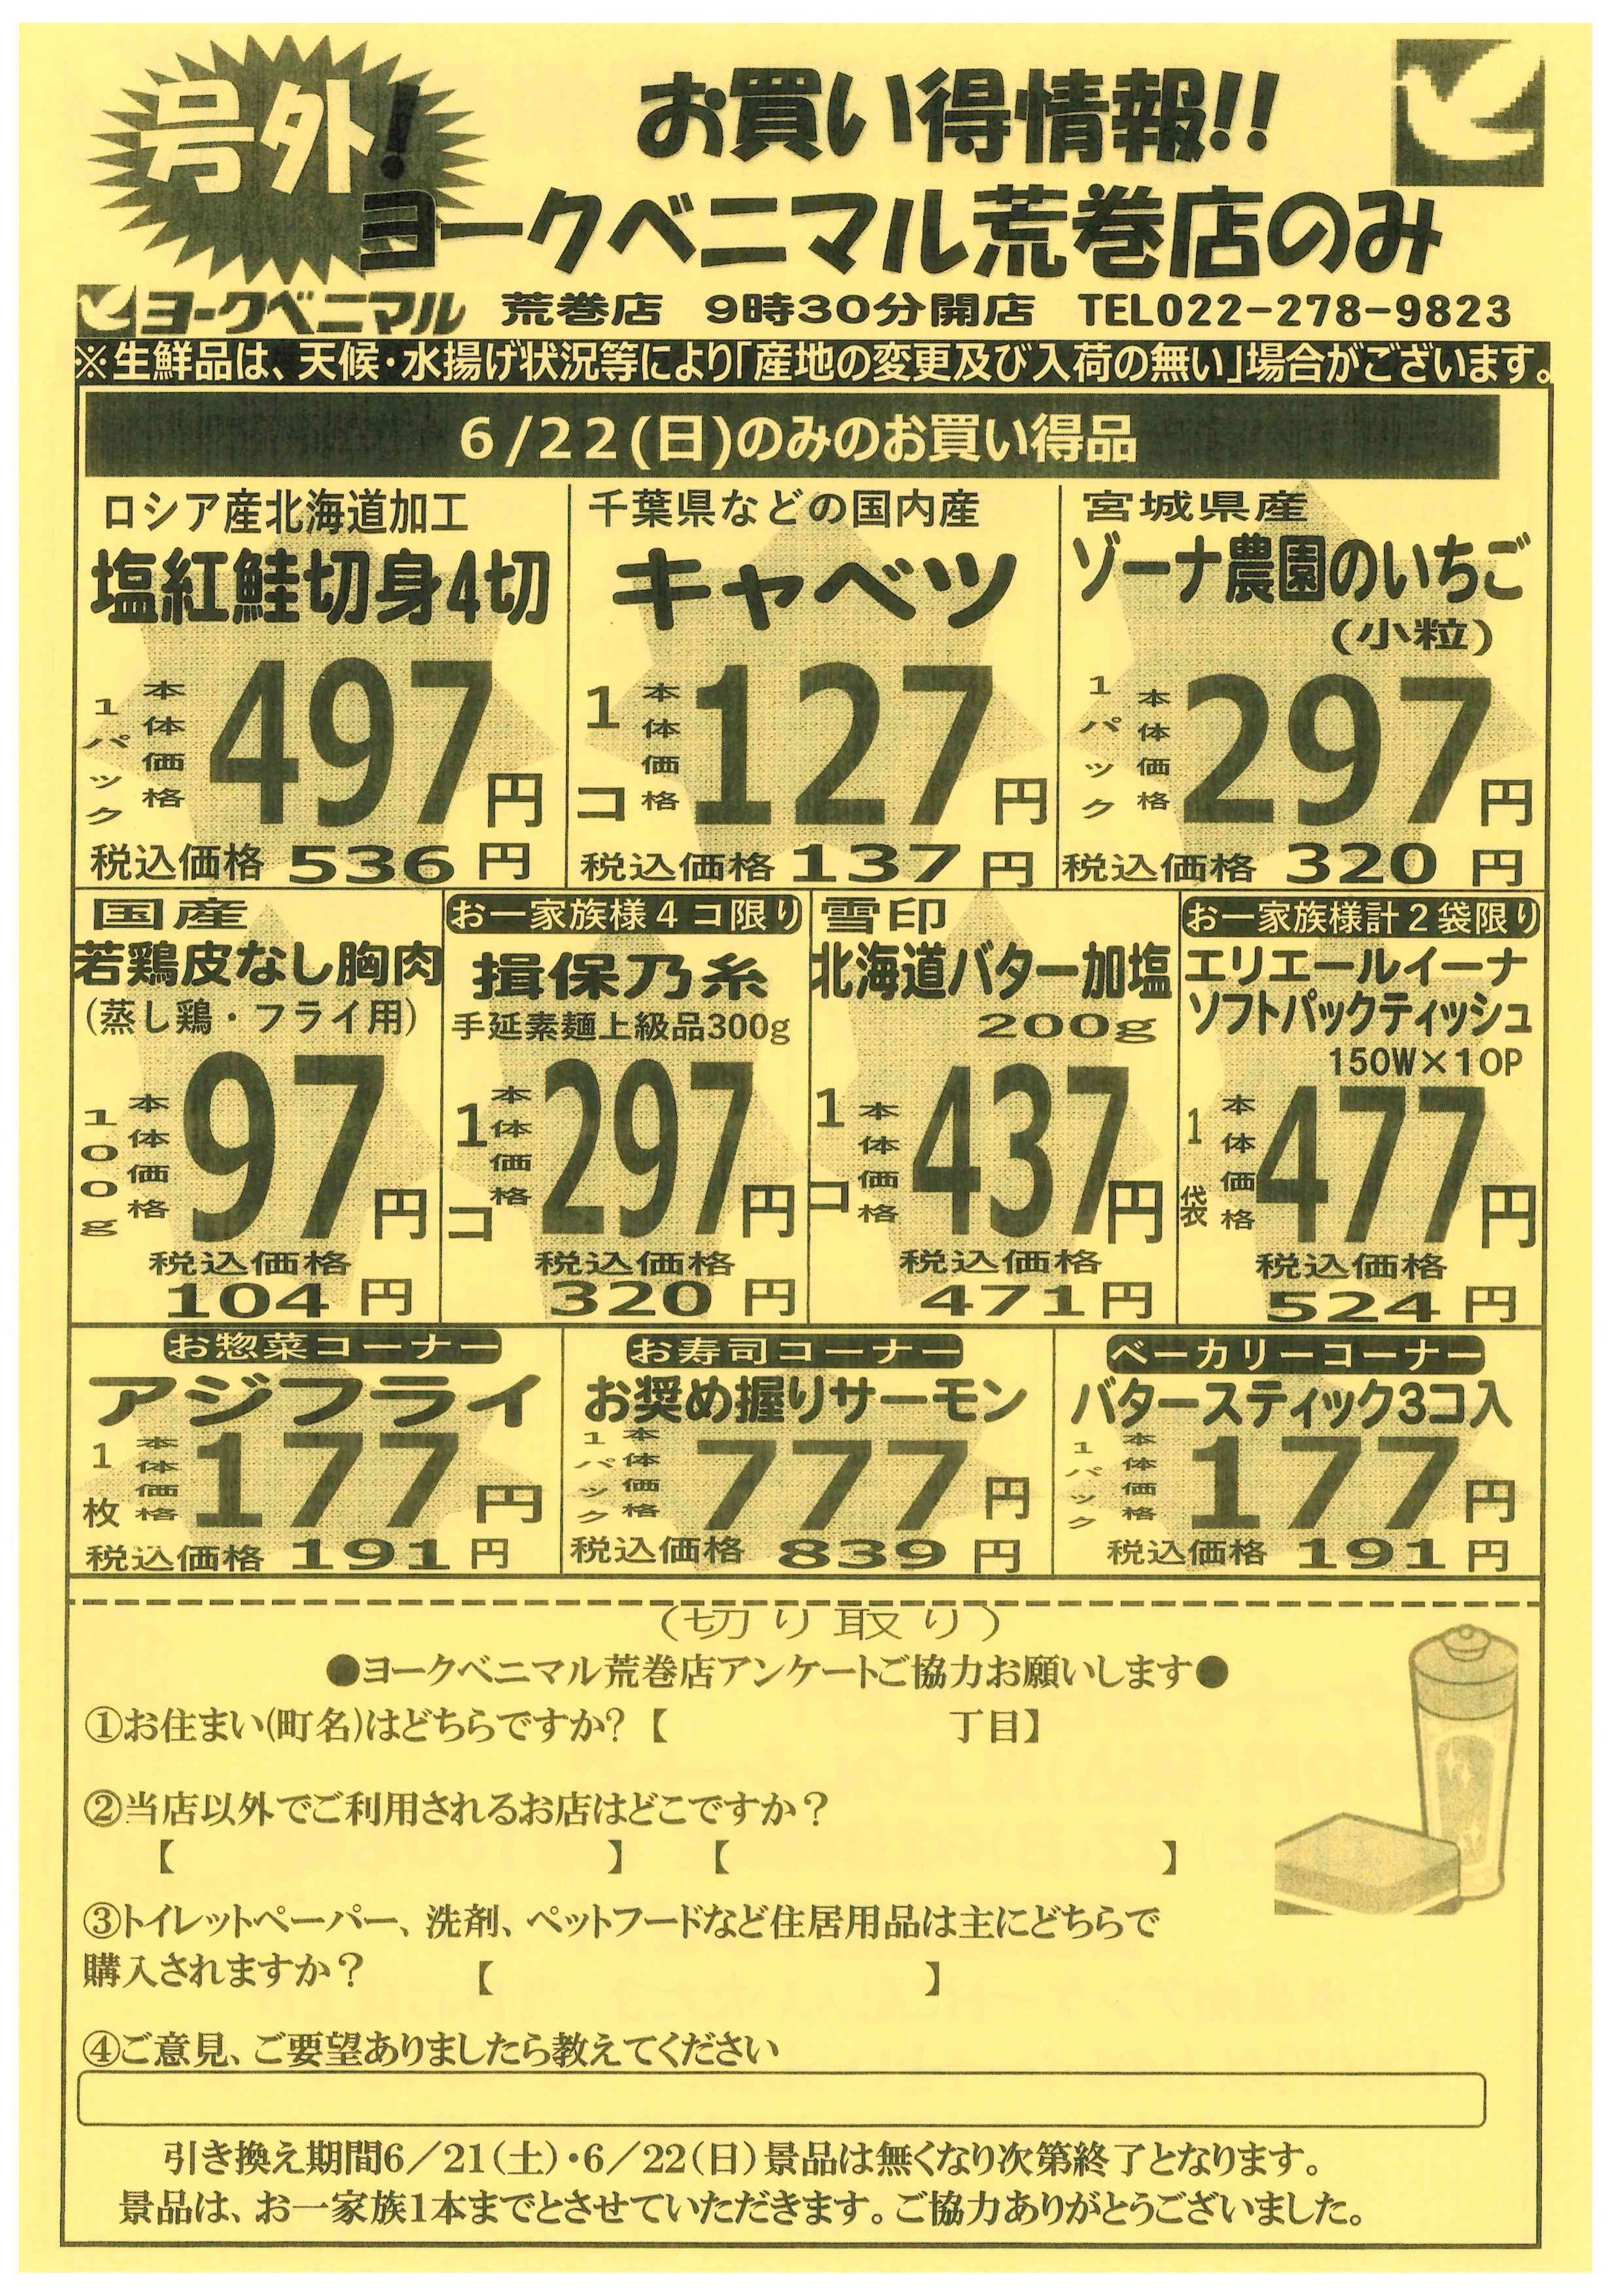 号外!
お買い得情報!!
ヨークベニマル荒巻店のみ
ヨークベニマル 荒巻店 9時30分開店 TEL022-278-9823
※生鮮品は、天候・水揚げ状況等により「産地の変更及び入荷の無い」場合がございます。
6/22(日)のみのお買い得品
ロシア産北海道加工
塩紅鮭切身4切
1パック 本体価格 497円
税込価格 536円
千葉県などの国内産
キャベツ
1コ 本体価格 127円
税込価格 137円
宮城県産
ゾーナ農園のいちご
(小粒)
1パック 本体価格 297円
税込価格 320円
国産
若鶏皮なし胸肉
(蒸し鶏・フライ用)
100g 本体価格 97円
税込価格
104円
お一家族様4コ限り
揖保乃糸
手延素麺上級品300g
1コ 本体価格 297円
税込価格
320円
雪印
北海道バター加塩
200g
1コ 本体価格 437円
税込価格
471円
お一家族様計2袋限り
エリエールイーナ
ソフトパックティッシュ
150W×10P
1袋 本体価格 477円
税込価格
524円
お惣菜コーナー
アジフライ
1枚 本体価格 177円
税込価格 191円
お寿司コーナー
お奨め握りサーモン
1パック 本体価格 777円
税込価格 839円
ベーカリーコーナー
バタースティック3コ入
1パック 本体価格 177円
税込価格 191円
(切り取り)
●ヨークベニマル荒巻店アンケートご協力お願いします●
①お住まい(町名)はどちらですか?【 丁目】
②当店以外でご利用されるお店はどこですか?
【 】 【 】
③トイレットペーパー、洗剤、ペットフードなど住居用品は主にどちらで
購入されますか? 【 】
④ご意見、ご要望ありましたら教えてください
引き換え期間6/21(土)・6/22(日)景品は無くなり次第終了となります。
景品は、お一家族1本までとさせていただきます。ご協力ありがとうございました。